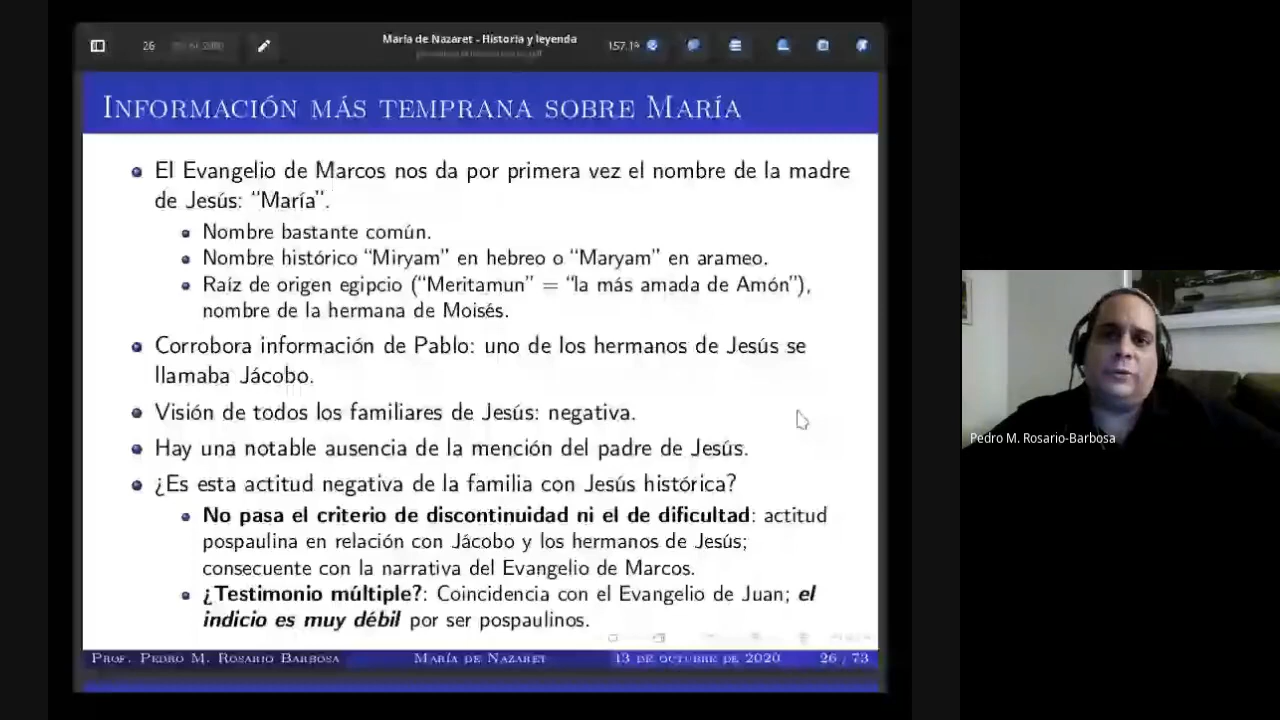 26
María de Nazaret - Historia y leyenda
INFORMACIÓN MÁS TEMPRANA SOBRE MARÍA
El Evangelio de Marcos nos da por primera vez el nombre de la madre
de Jesús: “María”.
Nombre bastante común.
Nombre histórico “Miryam” en hebreo o “Maryam” en arameo.
Raíz de origen egipcio (“Meritamun” = “la más amada de Amón”),
nombre de la hermana de Moisés.
Corrobora información de Pablo: uno de los hermanos de Jesús se
llamaba Jácobo.
Visión de todos los familiares de Jesús: negativa.
Hay una notable ausencia de la mención del padre de Jesús.
¿Es esta actitud negativa de la familia con Jesús histórica?
No pasa el criterio de discontinuidad ni el de dificultad: actitud
pospaulina en relación con Jácobo y los hermanos de Jesús;
consecuente con la narrativa del Evangelio de Marcos.
¿Testimonio múltiple?: Coincidencia con el Evangelio de Juan; el
indicio es muy débil por ser pospaulinos.
PROF. PEDRO M. ROSARIO BARBOSA MARÍA DE NAZARET 13 DE OCTUBRE DE 2020 26 / 73
Pedro M. Rosario-Barbosa